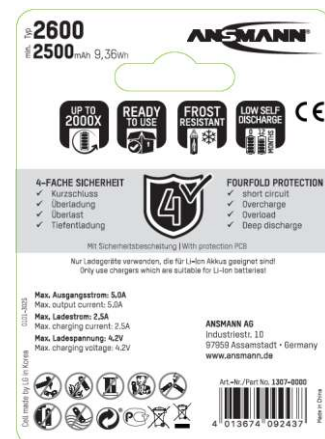 Typ 2600
min. 2500 mAh 9,36Wh
ANSMANN®
UP TO 2000X
READY TO USE
FROST RESISTANT
LOW SELF DISCHARGE
MONTHS
CE
4-FACHE SICHERHEIT
✓ Kurzschluss
✓ Überladung
✓ Überlast
✓ Tiefentladung
4
FOURFOLD PROTECTION
✓ short circuit
✓ Overcharge
✓ Overload
✓ Deep discharge
Mit Sicherheitsbeschaltung | With protection PCB
Nur Ladegeräte verwenden, die für Li-Ion Akkus geeignet sind!
Only use chargers which are suitable for Li-Ion batteries!
Max. Ausgangsstrom: 5,0A
Max. output current: 5,0A
Max. Ladestrom: 2,5A
Max. charging current: 2.5A
Max. Ladespannung: 4,2V
Max. charging voltage: 4,2V
ANSMANN AG
Industriestr. 10
97959 Assamstadt - Germany
www.ansmann.de
Cell made by LG in Korea
Art.-Nr./Part No. 1307-0000
4 013674 092437
Made in China